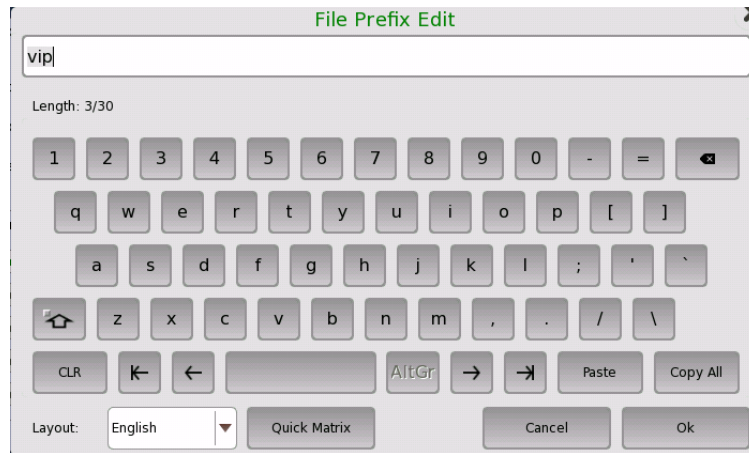 File Prefix Edit
vip
Length: 3/30
1 2 3 4 5 6 7 8 9 0 - =
q w e r t y u i o p [ ]
a s d f g h j k l ; ' `
z x c v b n m , . / \
CLR AltGr Paste Copy All
Layout: English Quick Matrix Cancel Ok